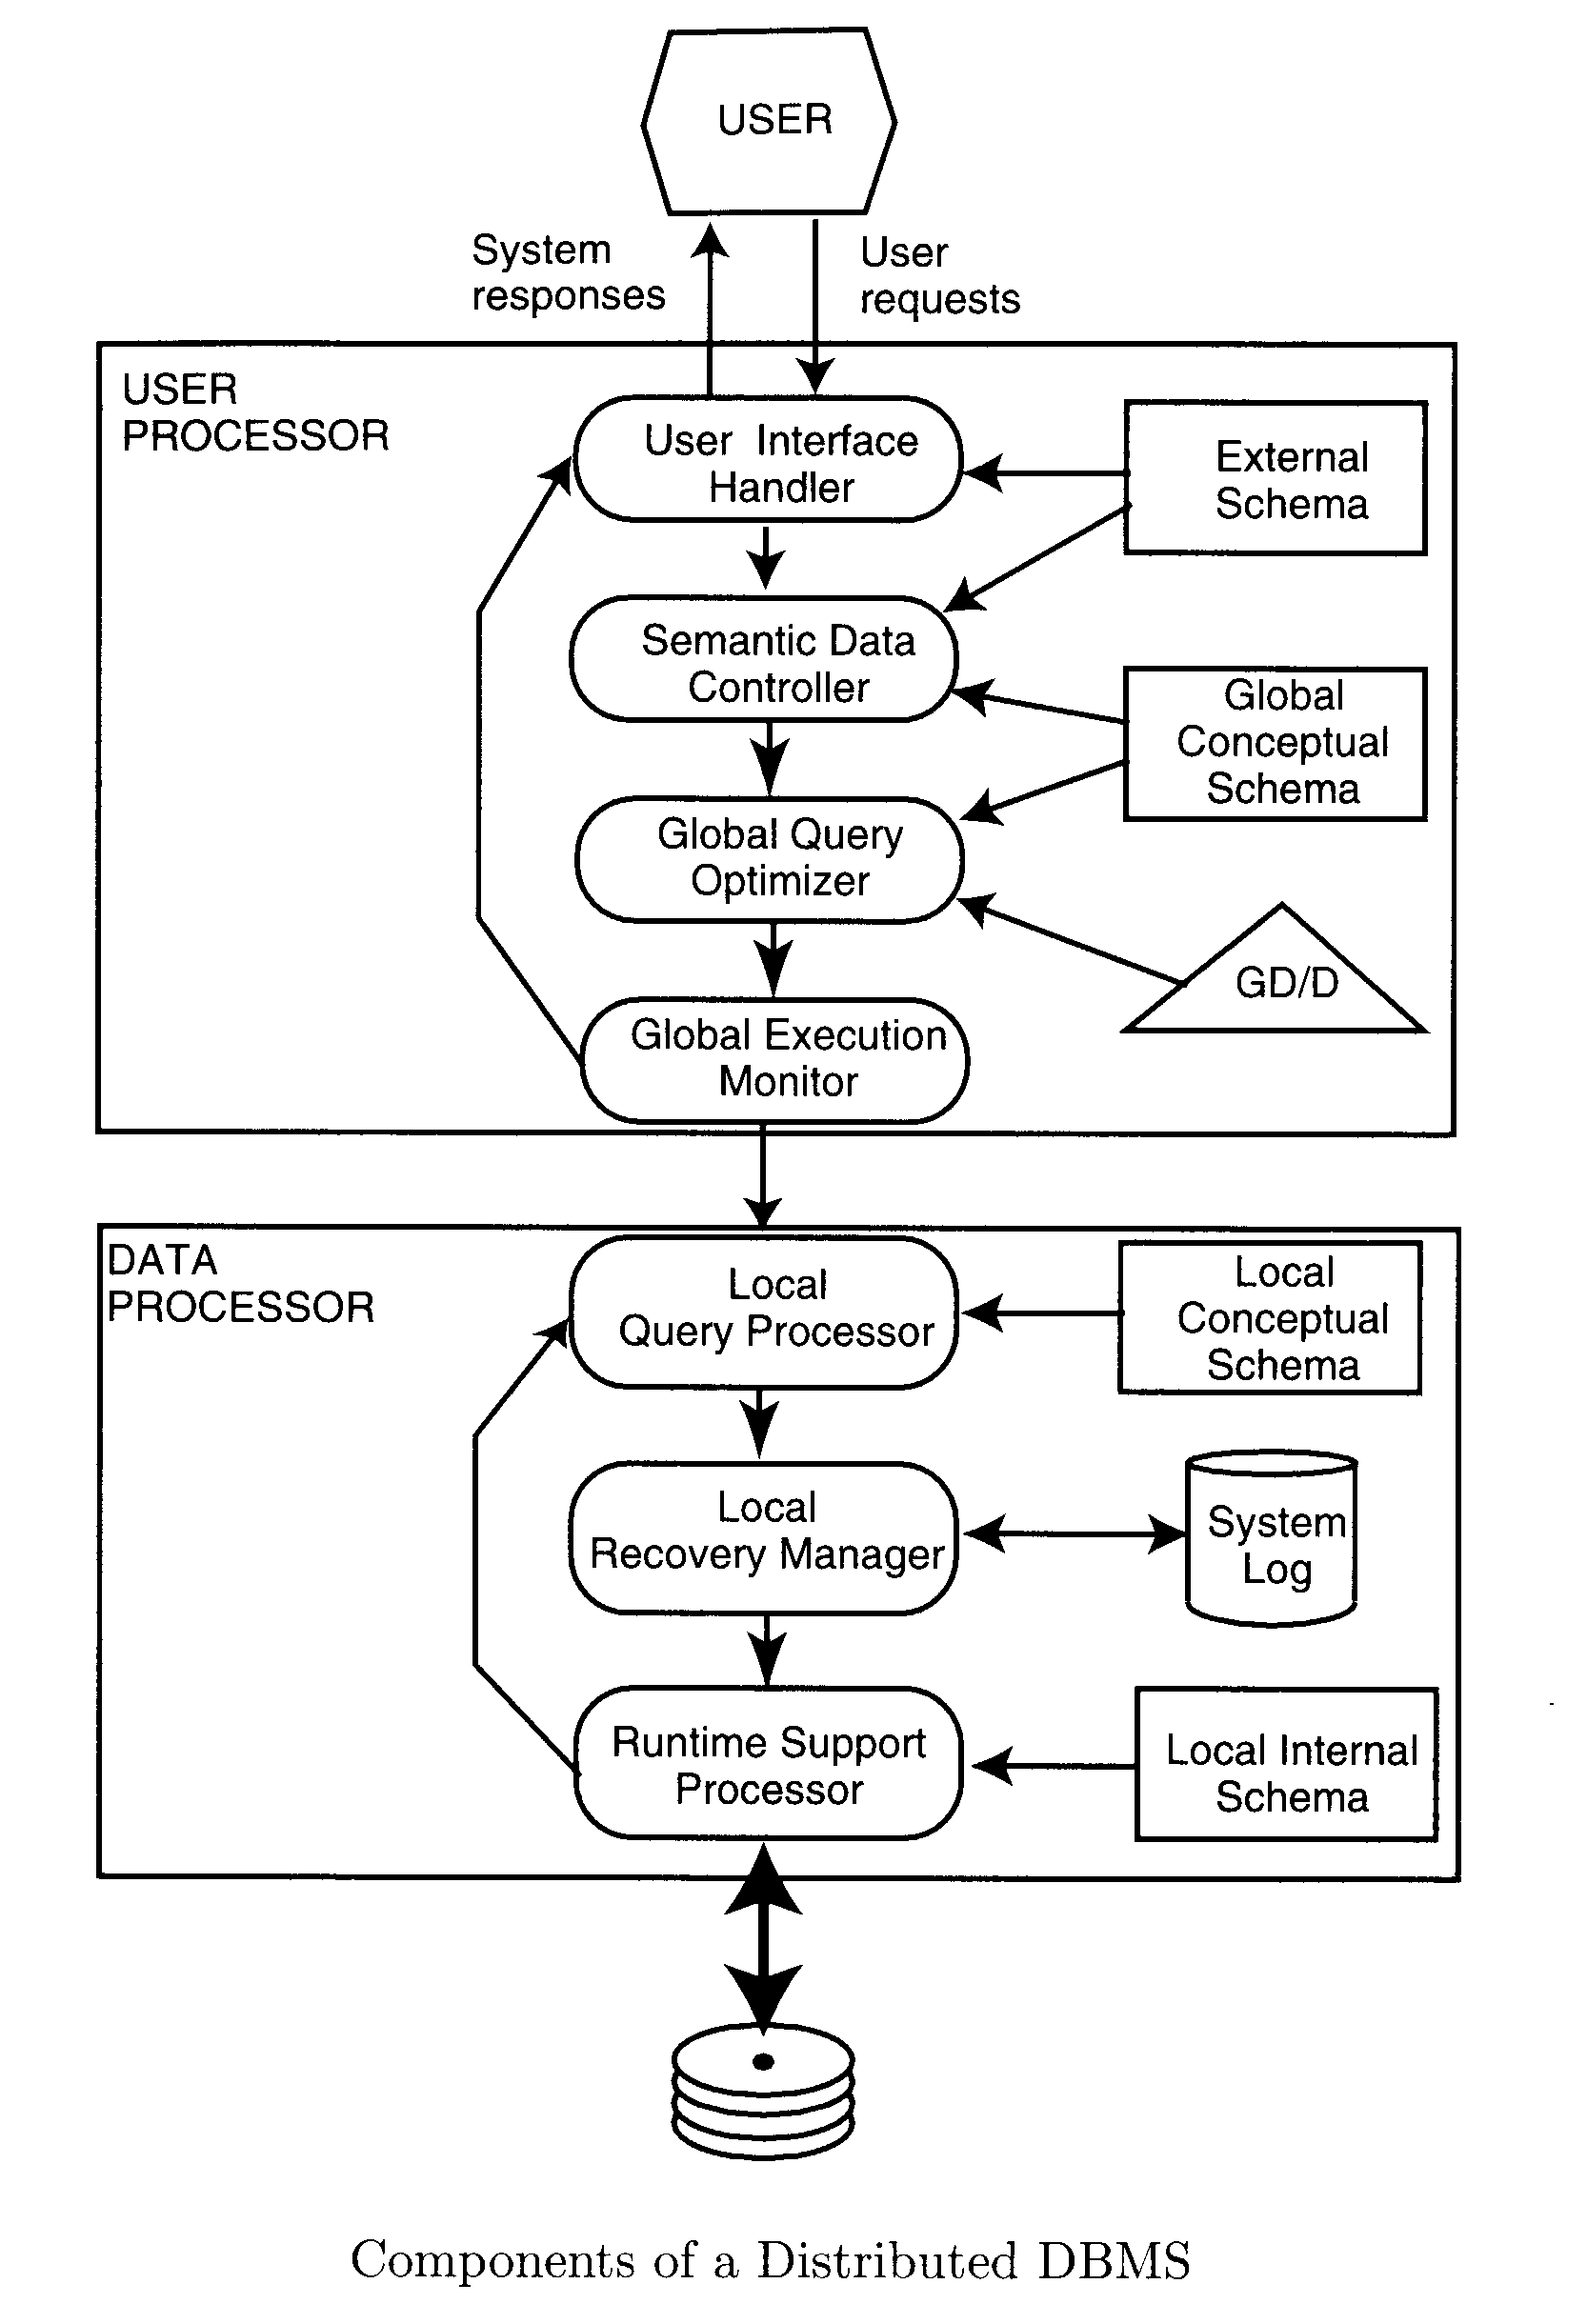 USER
System
responses
User
requests
USER
PROCESSOR
User Interface
Handler
External
Schema
Semantic Data
Controller
Global
Conceptual
Schema
Global Query
Optimizer
GD/D
Global Execution
Monitor
DATA
PROCESSOR
Local
Query Processor
Local
Conceptual
Schema
Local
Recovery Manager
System
Log
Runtime Support
Processor
Local Internal
Schema
Components of a Distributed DBMS